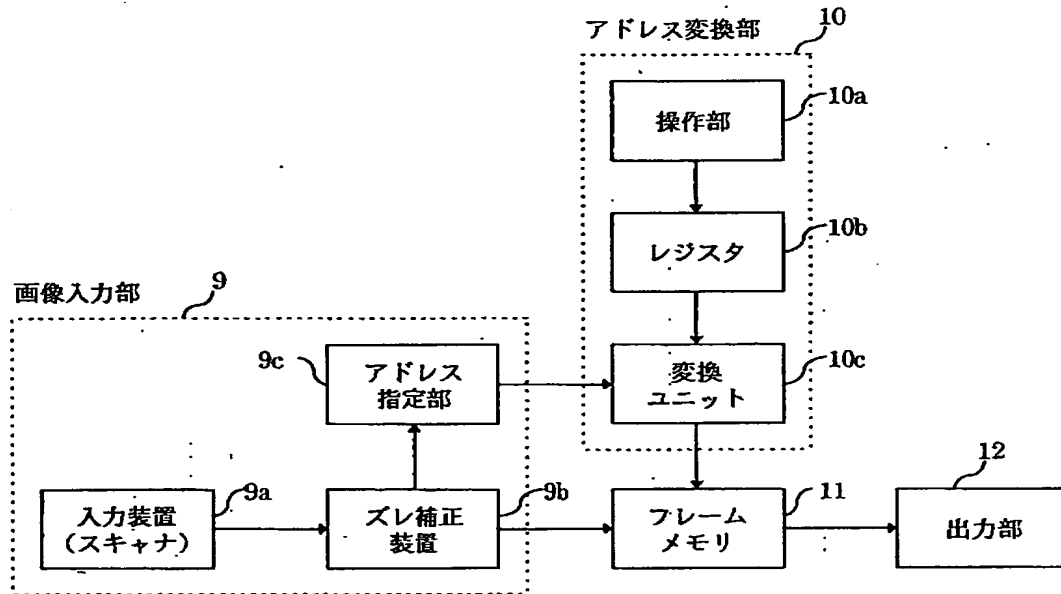 アドレス変換部
10
操作部
10a
レジスタ
10b
画像入力部
9
9c
アドレス
指定部
変換
ユニット
10c
入力装置
(スキャナ)
9a
ズレ補正
装置
9b
フレーム
メモリ
11
出力部
12